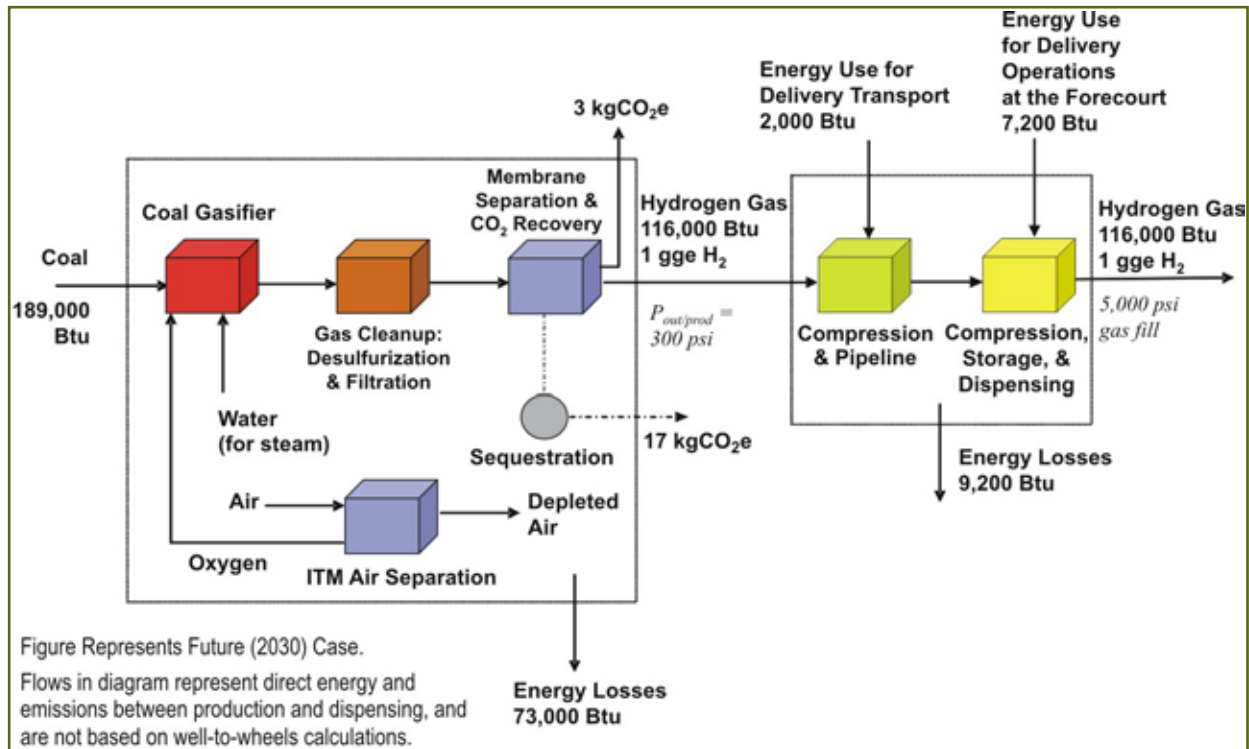 Energy Use
for Delivery
Operations
at the Forecourt
7,200 Btu
Energy Use for
Delivery Transport
2,000 Btu
3 kgCO₂e
Coal Gasifier
Membrane
Separation &
CO₂ Recovery
Hydrogen Gas
116,000 Btu
1 gge H₂
Hydrogen Gas
116,000 Btu
1 gge H₂
Coal
189,000
Btu
P out/prod =
300 psi
5,000 psi
gas fill
Gas Cleanup:
Desulfurization
& Filtration
Compression
& Pipeline
Compression,
Storage, &
Dispensing
Water
(for steam)
17 kgCO₂e
Sequestration
Energy Losses
9,200 Btu
Air
Depleted
Air
Oxygen
ITM Air Separation
Figure Represents Future (2030) Case.
Flows in diagram represent direct energy and
emissions between production and dispensing, and
are not based on well-to-wheels calculations.
Energy Losses
73,000 Btu